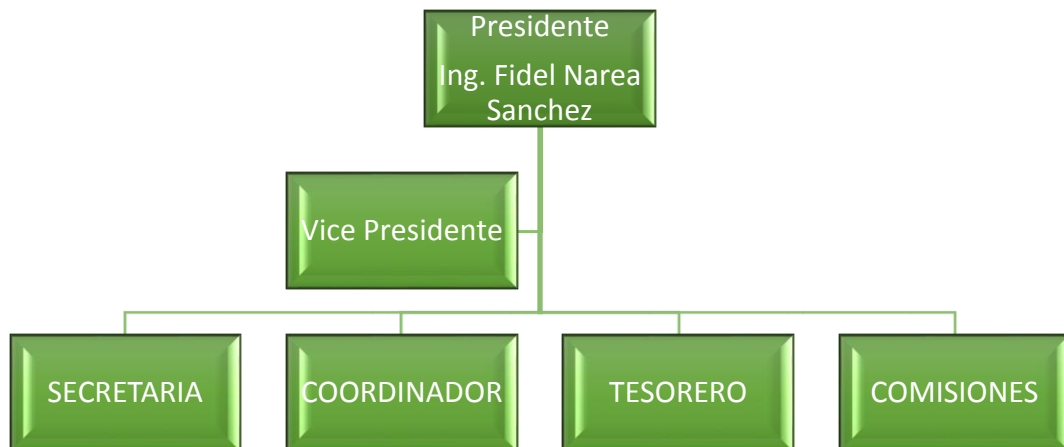 Presidente
Ing. Fidel Narea
Sanchez
Vice Presidente
SECRETARIA
COORDINADOR
TESORERO
COMISIONES